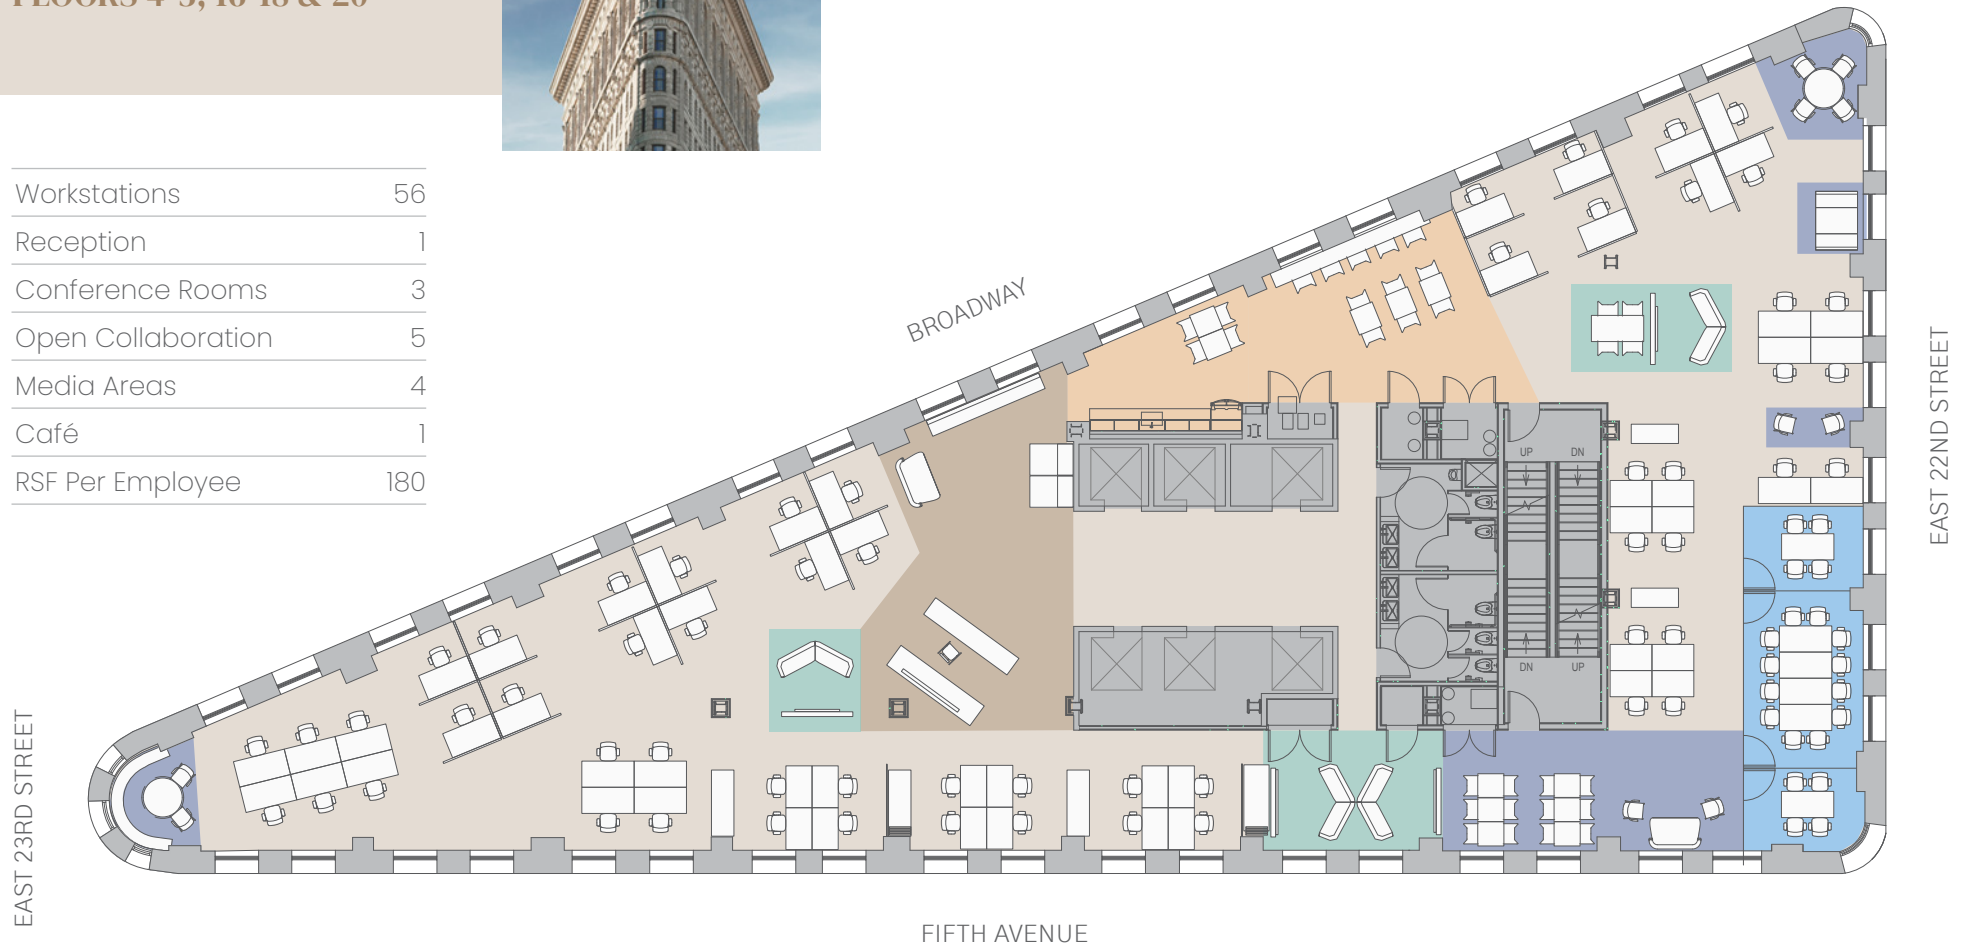 Workstations 56
Reception 1
Conference Rooms 3
Open Collaboration 5
Media Areas 4
Café 1
RSF Per Employee 180
BROADWAY
EAST 22ND STREET
UP DN
DN UP
EAST 23RD STREET
FIFTH AVENUE